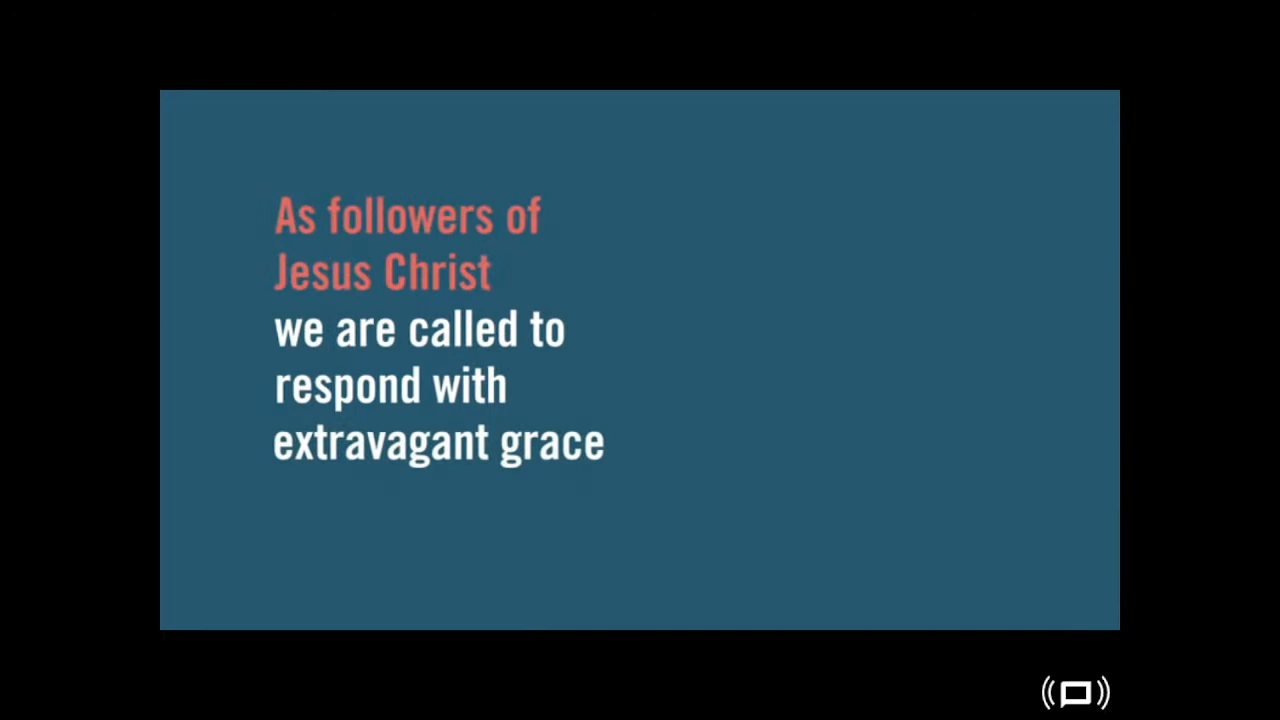 As followers of
Jesus Christ
we are called to
respond with
extravagant grace